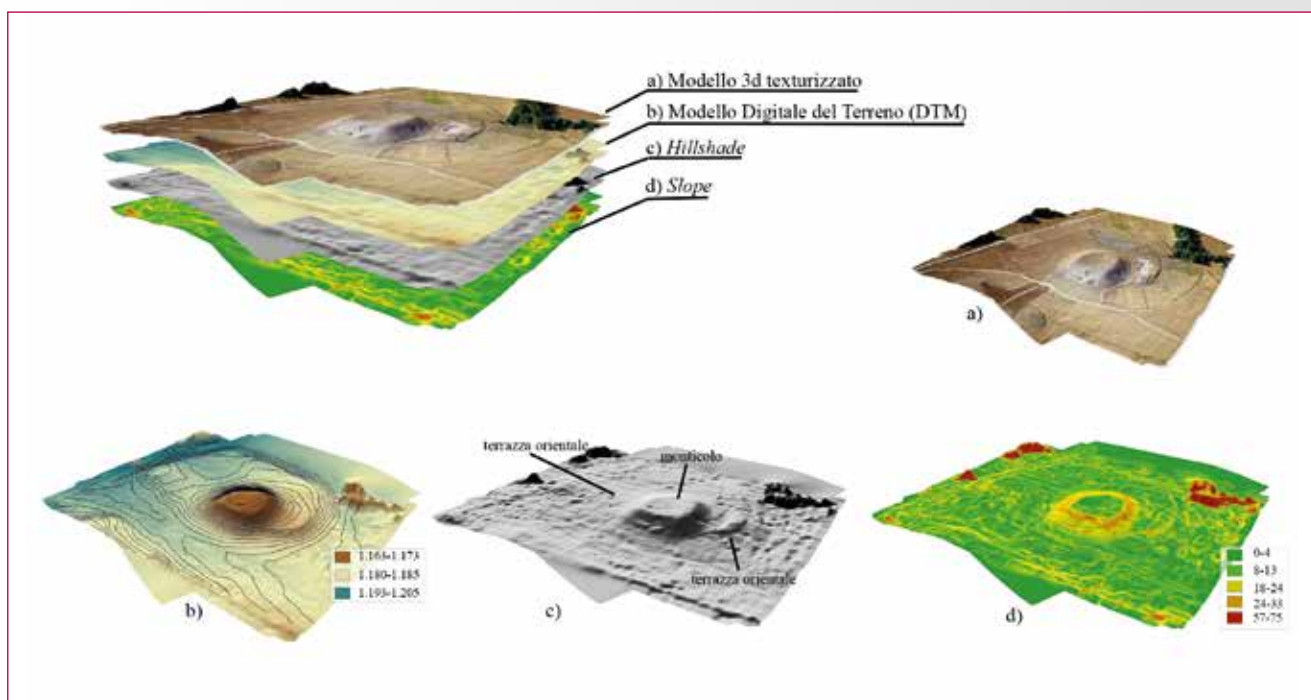 a) Modello 3d texturizzato
b) Modello Digitale del Terreno (DTM)
c) Hillshade
d) Slope
a)
terrazza orientale
monticolo
terrazza orientale
1.163-1.173
1.180-1.185
1.193-1.205
b)
c)
0-4
8-13
18-24
24-33
57-75
d)